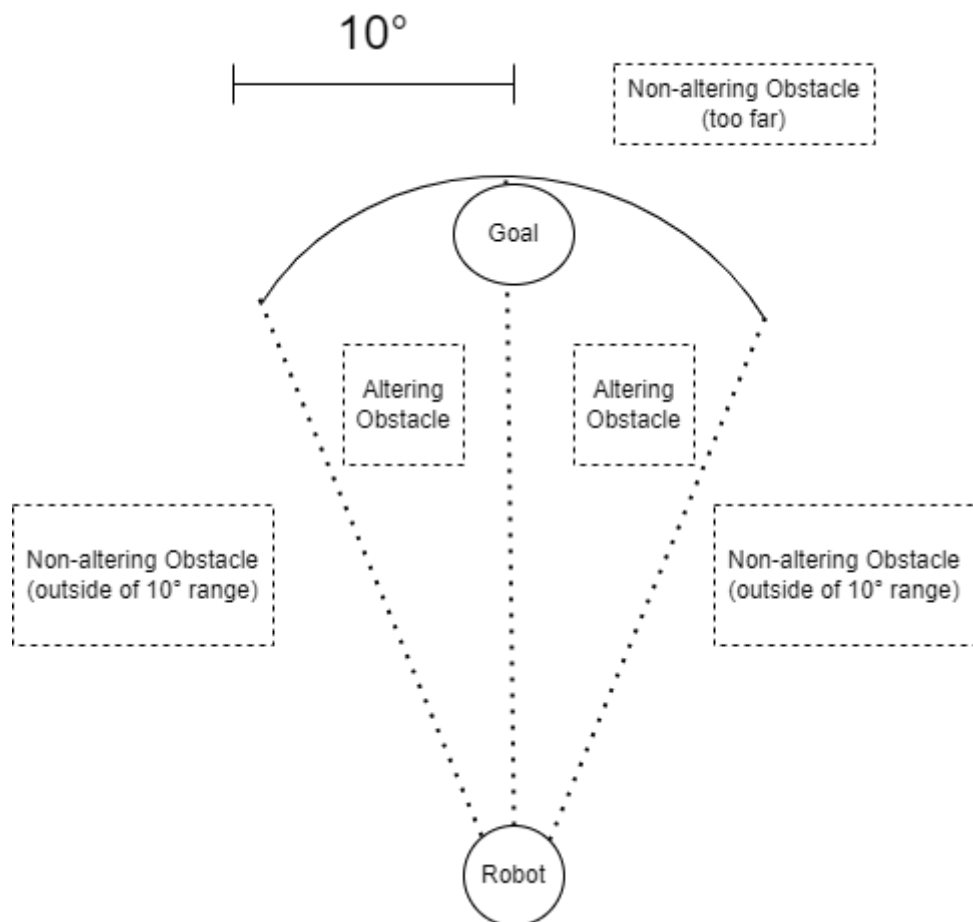 10°
Non-altering Obstacle
(too far)
Goal
Altering
Obstacle
Altering
Obstacle
Non-altering Obstacle
(outside of 10° range)
Non-altering Obstacle
(outside of 10° range)
Robot